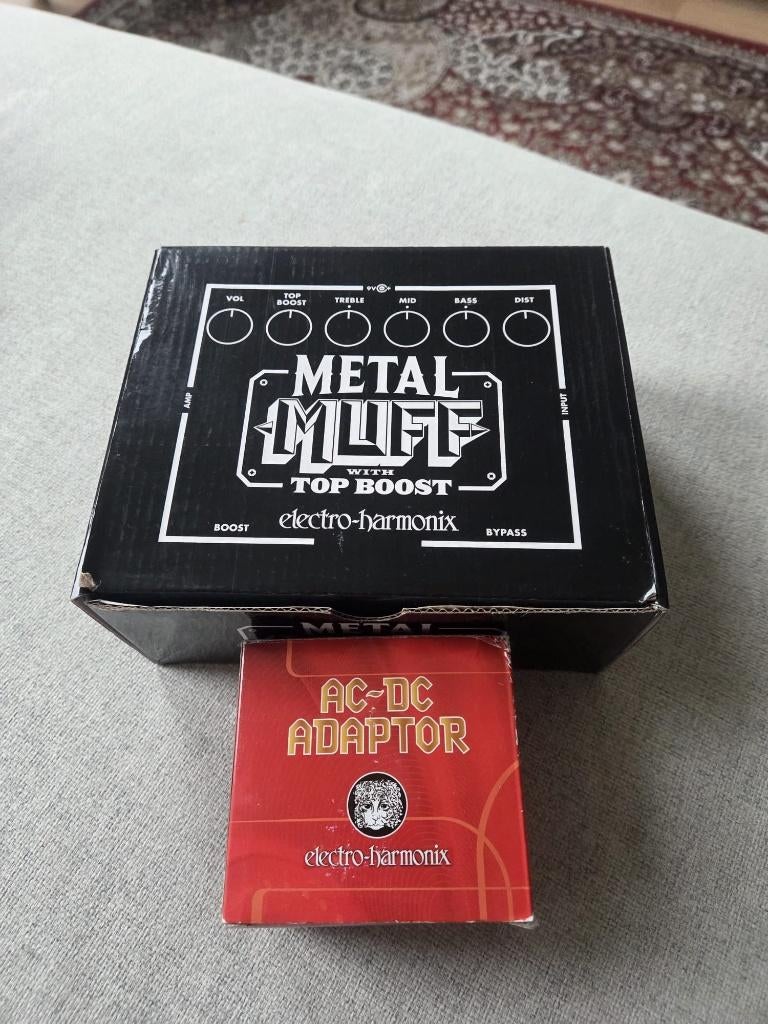 9V
VOL
TOP
BOOST
TREBLE
MID
BASS
DIST
AMP
INPUT
METAL
MUFF
WITH
TOP BOOST
electro-harmonix
BOOST
BYPASS
METAL
AC-DC
ADAPTOR
electro-harmonix